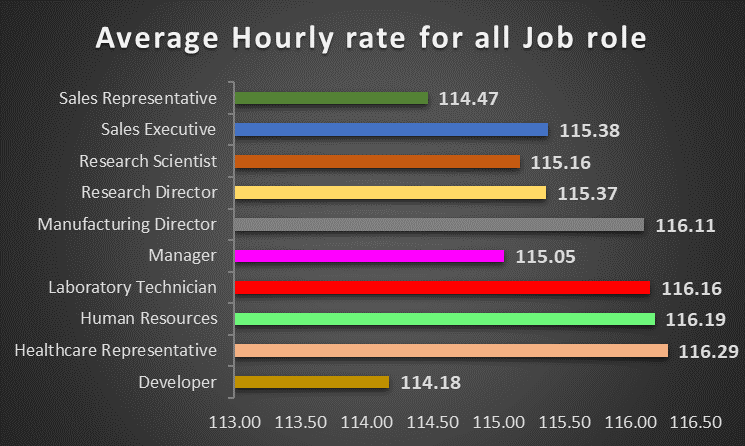 Average Hourly rate for all Job role
Sales Representative 114.47
Sales Executive 115.38
Research Scientist 115.16
Research Director 115.37
Manufacturing Director 116.11
Manager 115.05
Laboratory Technician 116.16
Human Resources 116.19
Healthcare Representative 116.29
Developer 114.18
113.00 113.50 114.00 114.50 115.00 115.50 116.00 116.50